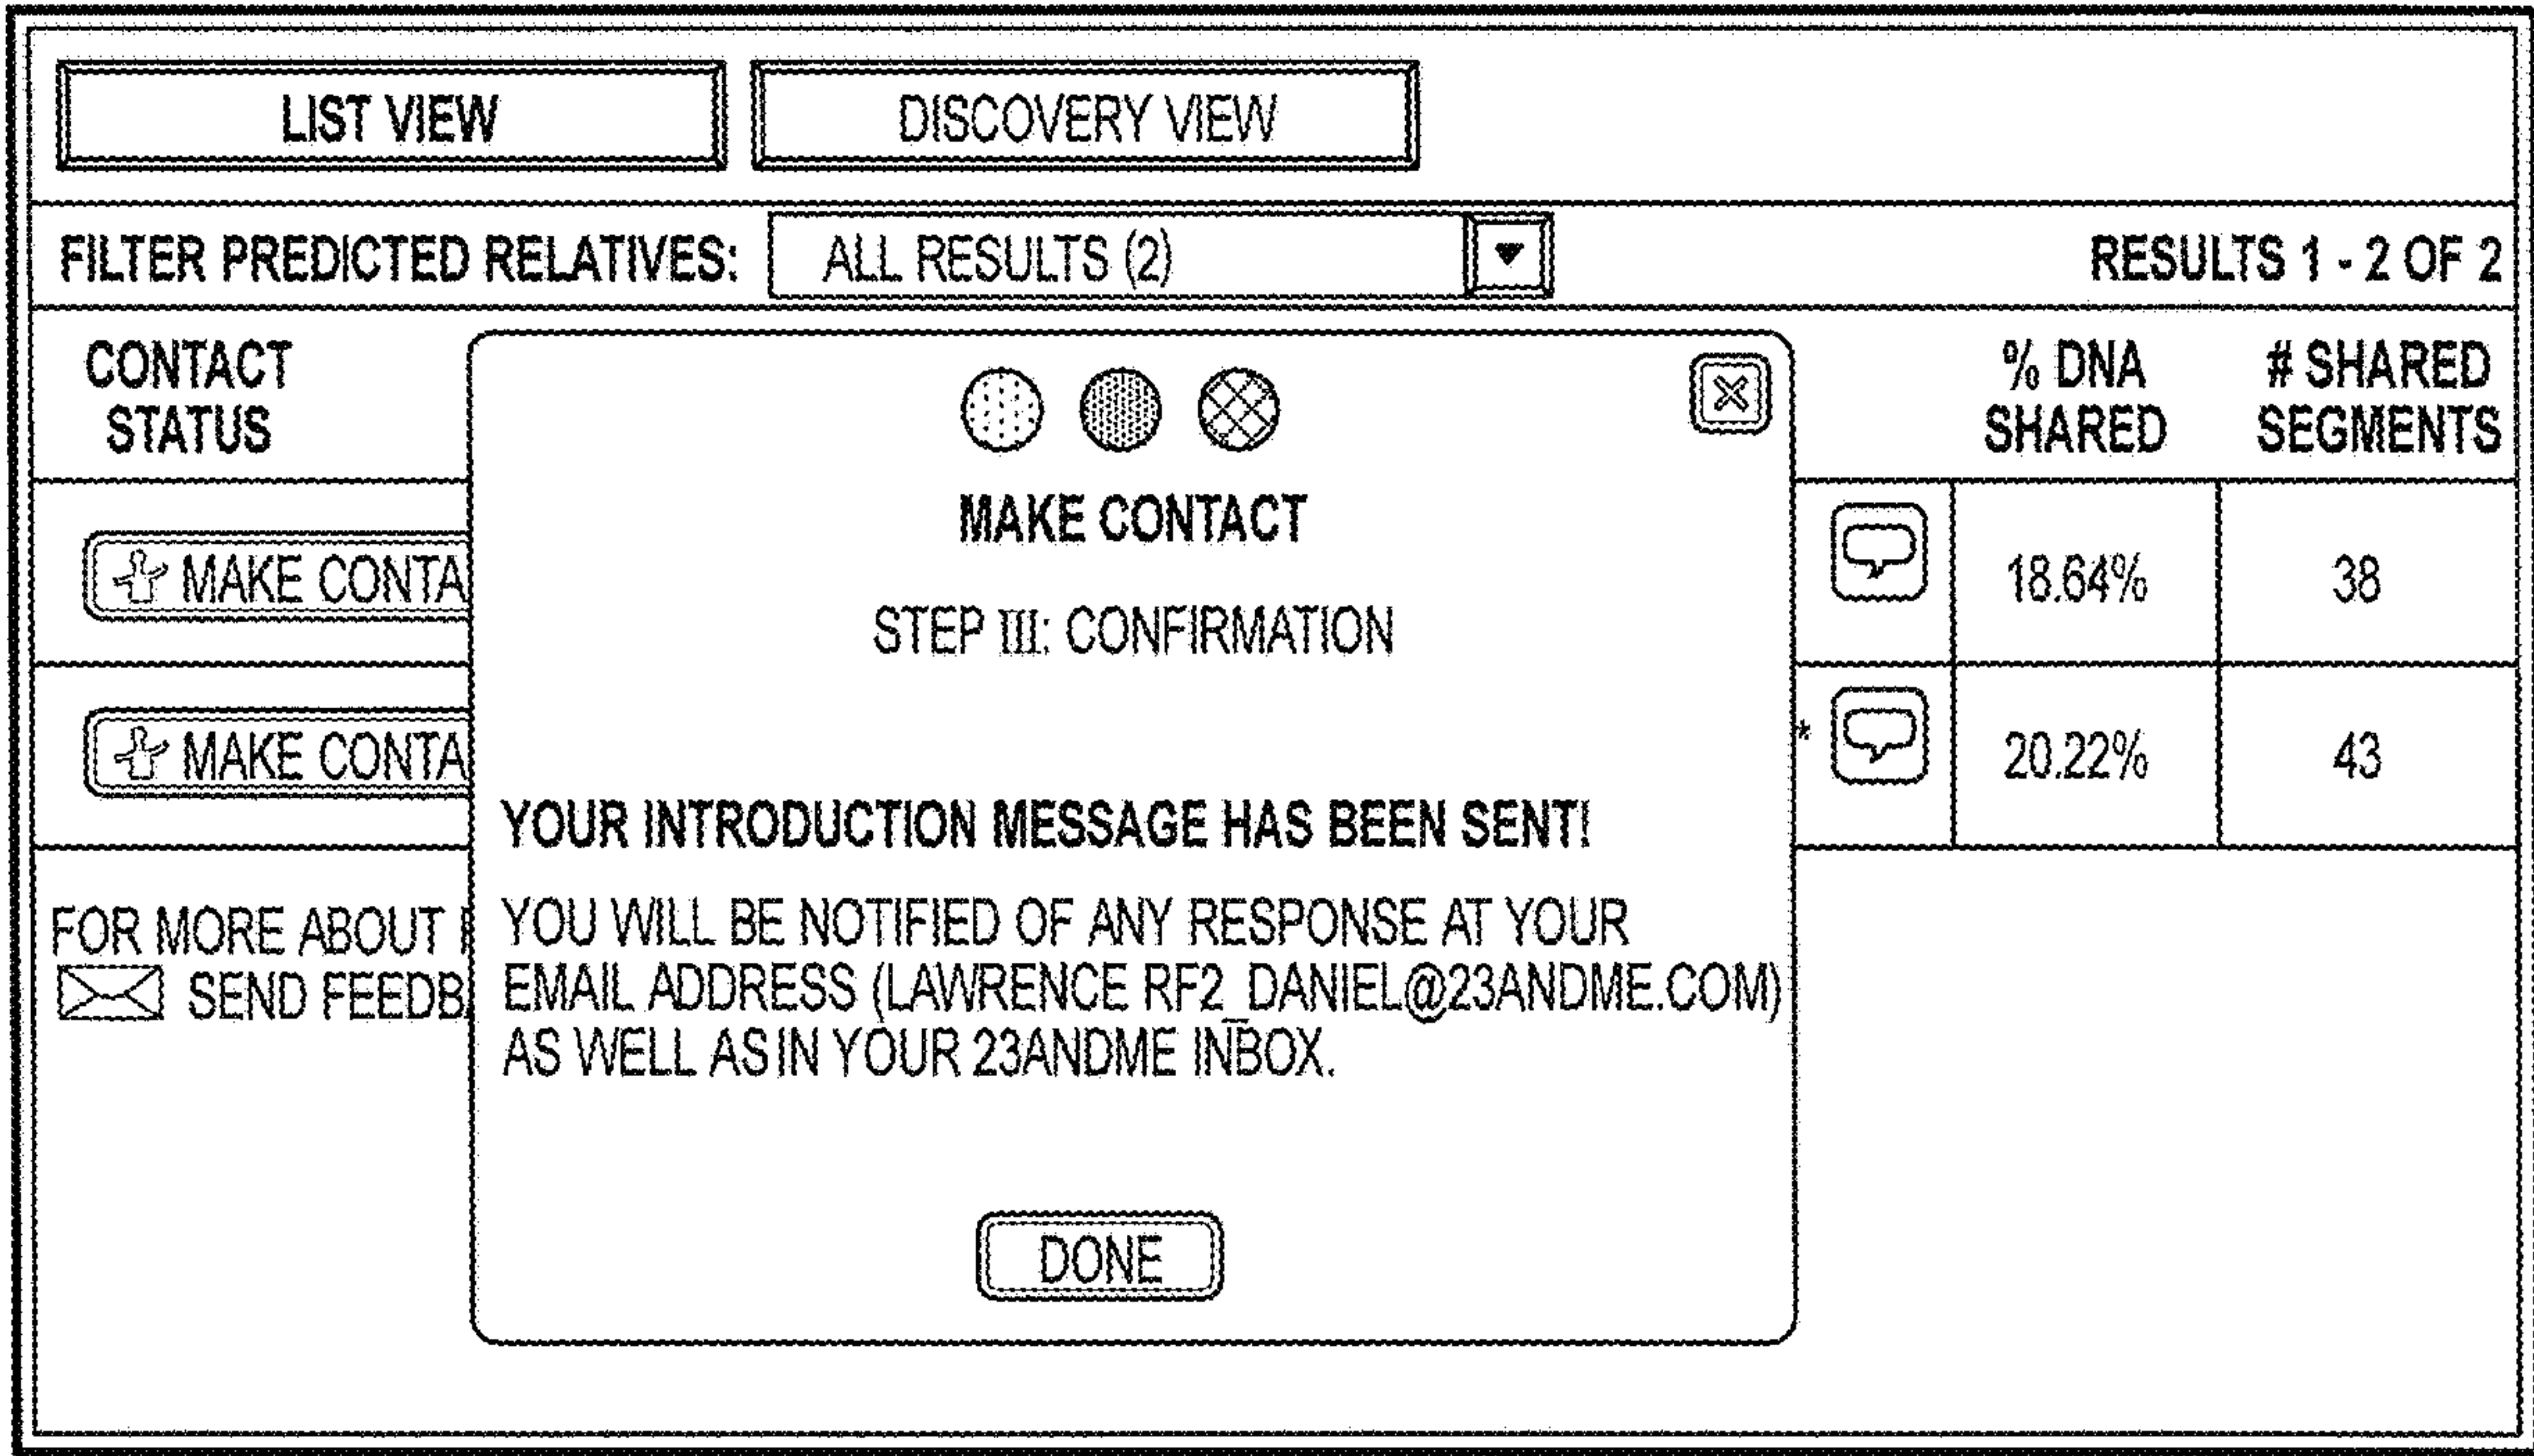 LIST VIEW DISCOVERY VIEW
FILTER PREDICTED RELATIVES: ALL RESULTS (2) RESULTS 1 - 2 OF 2
CONTACT STATUS
% DNA SHARED
# SHARED SEGMENTS
MAKE CONTA
18.64% 38
MAKE CONTA
* 20.22% 43
FOR MORE ABOUT
SEND FEEDBA
MAKE CONTACT
STEP III: CONFIRMATION
YOUR INTRODUCTION MESSAGE HAS BEEN SENT!
YOU WILL BE NOTIFIED OF ANY RESPONSE AT YOUR
EMAIL ADDRESS (LAWRENCE RF2_DANIEL@23ANDME.COM)
AS WELL AS IN YOUR 23ANDME INBOX.
DONE